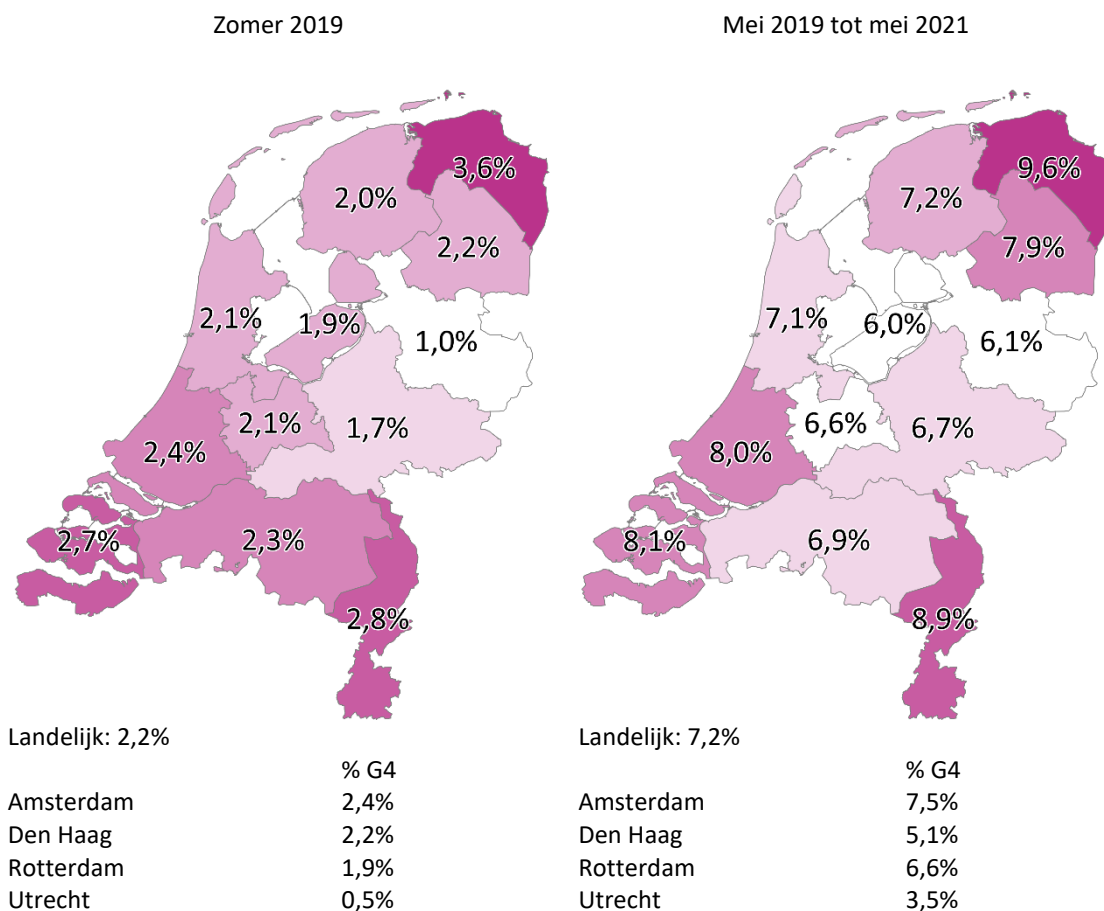 Zomer 2019
3,6%
2,0%
2,2%
2,1%
1,9%
1,0%
2,1%
1,7%
2,4%
2,7%
2,3%
2,8%
Landelijk: 2,2%
% G4
Amsterdam 2,4%
Den Haag 2,2%
Rotterdam 1,9%
Utrecht 0,5%
Mei 2019 tot mei 2021
9,6%
7,2%
7,9%
7,1%
6,0%
6,1%
6,6%
6,7%
8,0%
8,1%
6,9%
8,9%
Landelijk: 7,2%
% G4
Amsterdam 7,5%
Den Haag 5,1%
Rotterdam 6,6%
Utrecht 3,5%